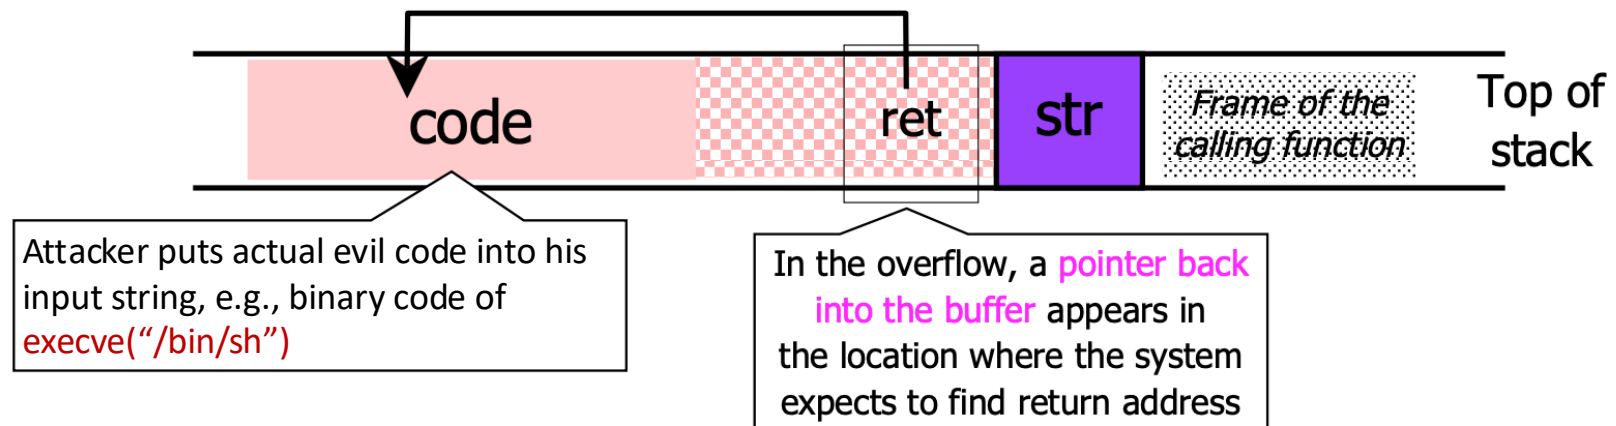 code
ret
str
Frame of the
calling function
Top of
stack
Attacker puts actual evil code into his
input string, e.g., binary code of
execve(“/bin/sh”)
In the overflow, a pointer back
into the buffer appears in
the location where the system
expects to find return address